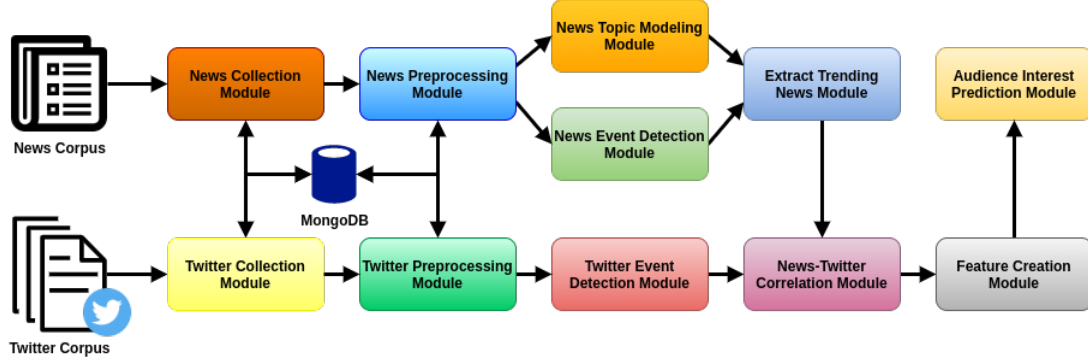 News Corpus
News Collection
Module
News Preprocessing
Module
News Topic Modeling
Module
News Event Detection
Module
Extract Trending
News Module
Audience Interest
Prediction Module
MongoDB
Twitter Corpus
Twitter Collection
Module
Twitter Preprocessing
Module
Twitter Event
Detection Module
News-Twitter
Correlation Module
Feature Creation
Module